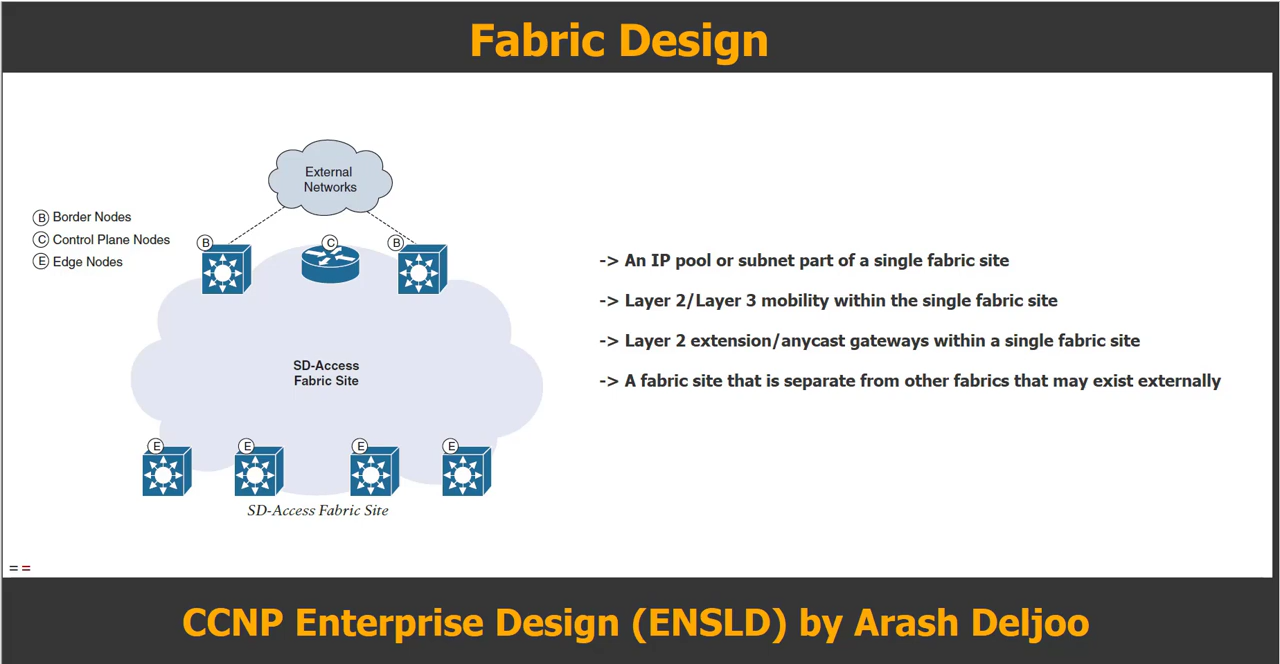 Fabric Design
External
Networks
B Border Nodes
C Control Plane Nodes
E Edge Nodes
B
C
B
-> An IP pool or subnet part of a single fabric site
-> Layer 2/Layer 3 mobility within the single fabric site
-> Layer 2 extension/anycast gateways within a single fabric site
-> A fabric site that is separate from other fabrics that may exist externally
SD-Access
Fabric Site
E
E
E
E
SD-Access Fabric Site
==
CCNP Enterprise Design (ENSLD) by Arash Deljoo